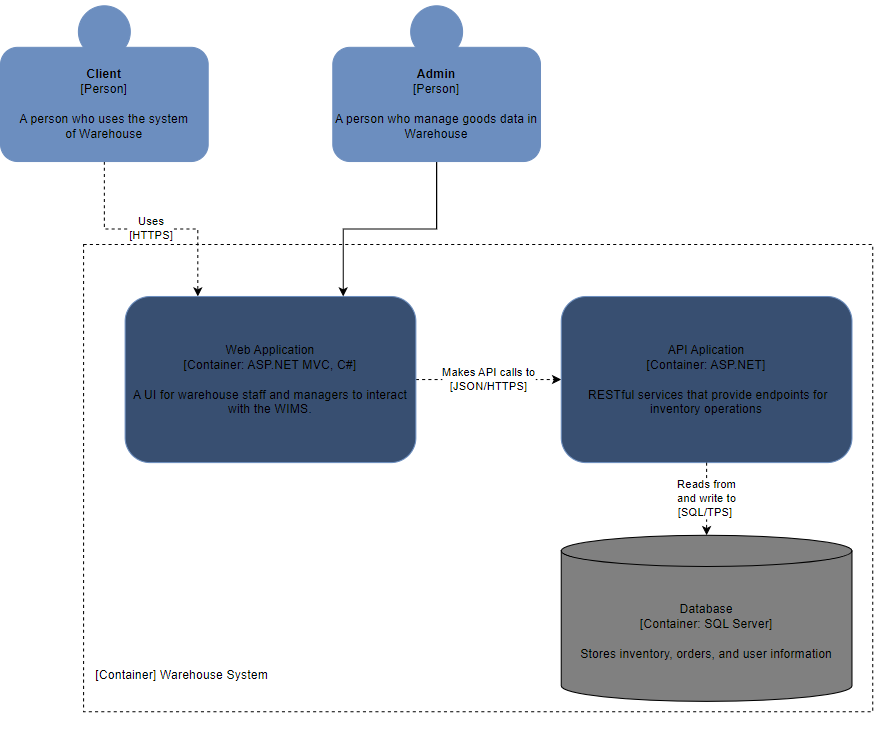 Client
[Person]
A person who uses the system
of Warehouse
Admin
[Person]
A person who manage goods data in
Warehouse
Uses
[HTTPS]
Web Application
[Container: ASP.NET MVC, C#]
A UI for warehouse staff and managers to interact
with the WIMS.
Makes API calls to
[JSON/HTTPS]
API Aplication
[Container: ASP.NET]
RESTful services that provide endpoints for
inventory operations
Reads from
and write to
[SQL/TPS]
Database
[Container: SQL Server]
Stores inventory, orders, and user information
[Container] Warehouse System